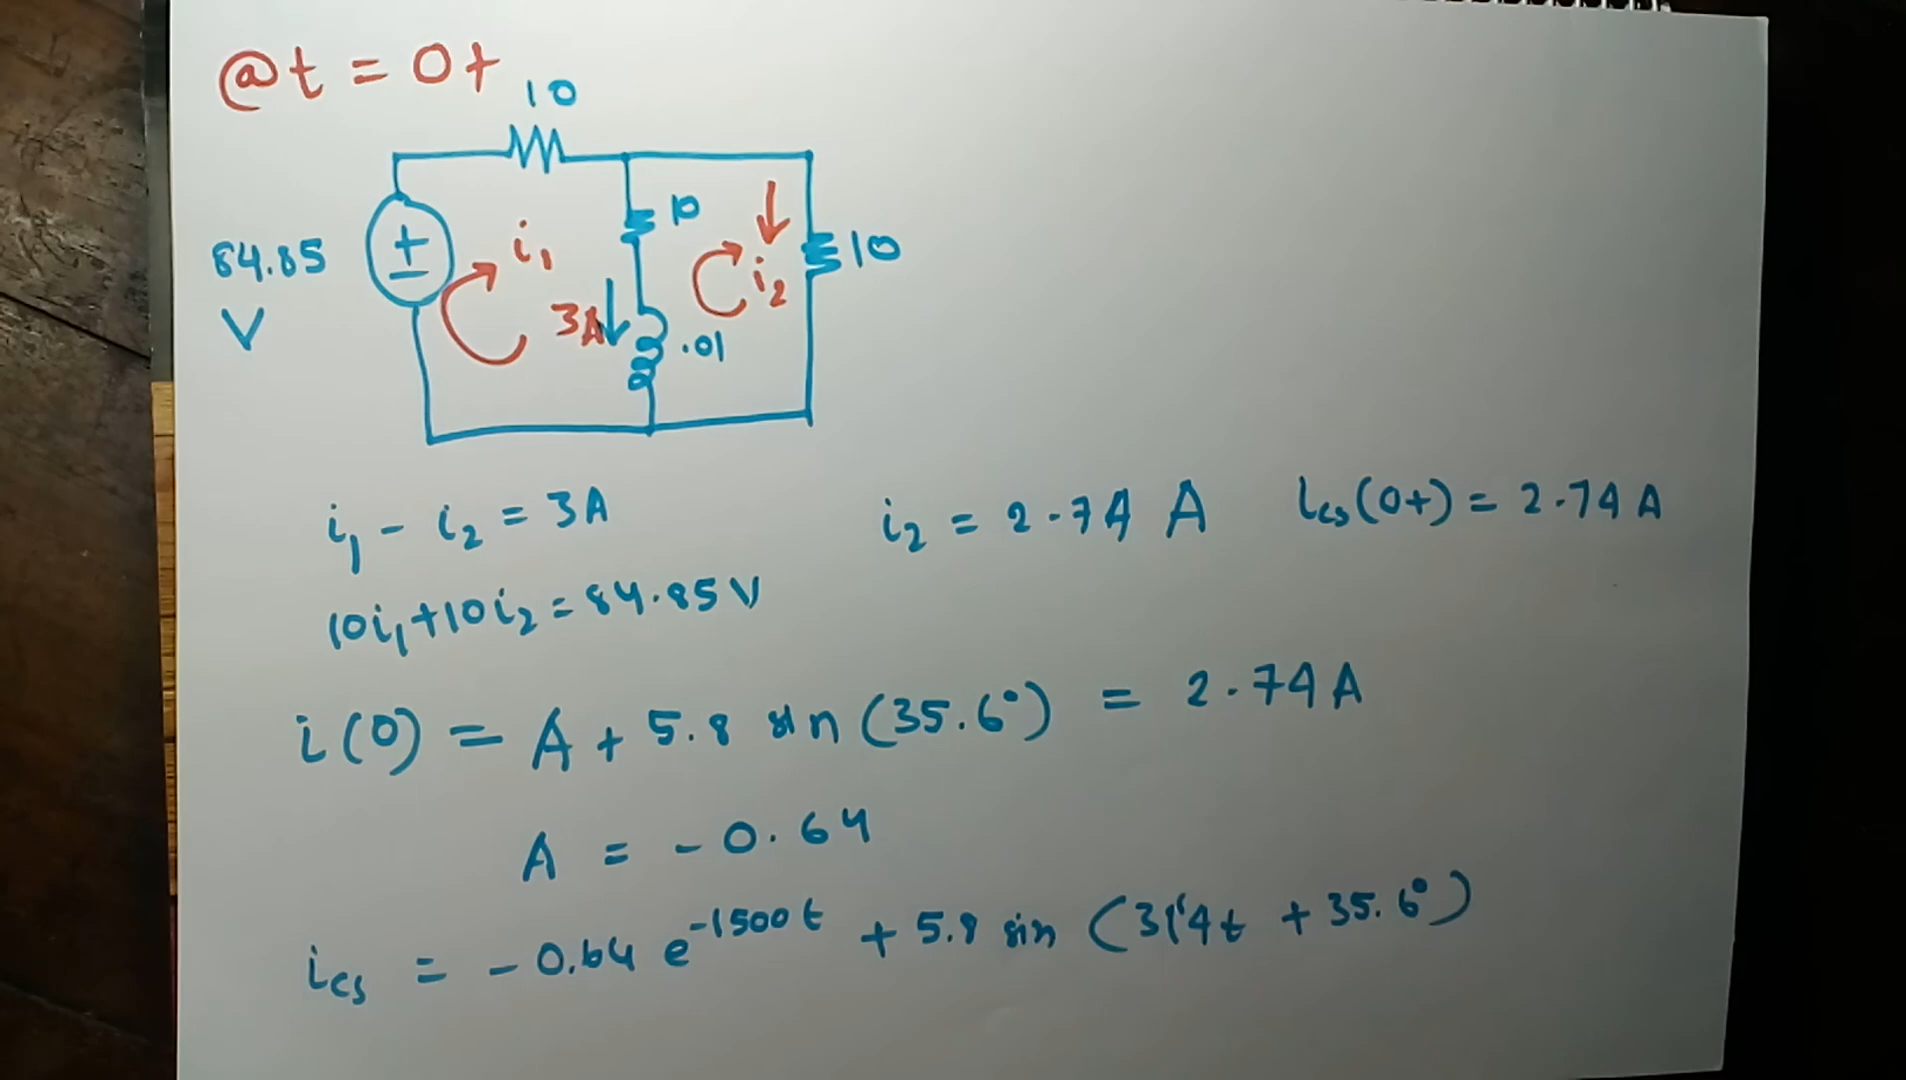 @t = 0+
10
84.85
V
i1
10
i2
10
3A
.01
i1 - i2 = 3A
i2 = 2.74 A
ics(0+) = 2.74 A
10i1+10i2 = 84.85 V
i(0) = A + 5.8 sin (35.6°) = 2.74 A
A = - 0.64
ics = - 0.64 e-1500t + 5.8 sin (314t + 35.6°)